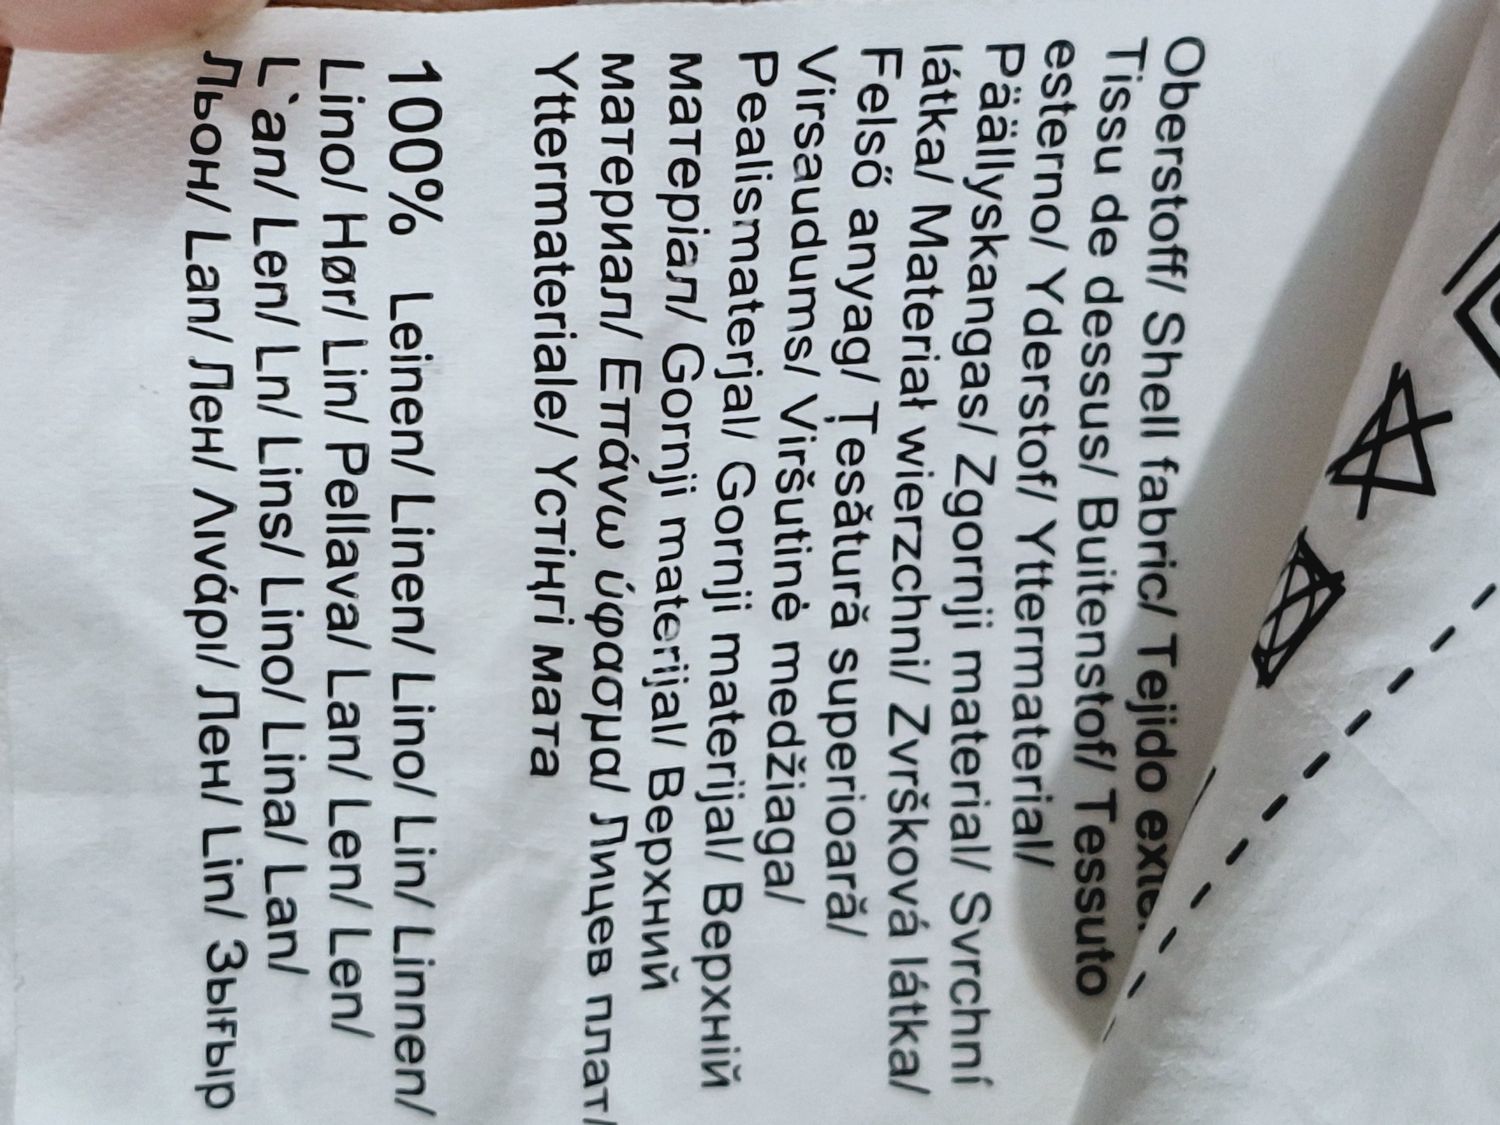 Oberstoff/ Shell fabric/ Tejido
Tissu de dessus/ Buitenstof/ Tessuto
esterno/ Yderstof/ Yttermaterial/
Päällyskangas/ Zgornji material/ Svrchní
látka/ Materiał wierzchni/ Zvršková látka/
Felső anyag/ Țesătură superioară/
Virsaudums/ Viršutinė medžiaga/
Pealismaterjal/ Gornji materijal/ Верхній
матеріал/ Gornji materijal/ Верхний
материал/ Επάνω ύφασμα/ Лицев плат/
Yttermateriale/ Үстіңгі мата
100% Leinen/ Linen/ Lino/ Lin/ Linnen/
Lino/ Hør/ Lin/ Pellava/ Lan/ Len/ Len/
L`an/ Len/ Ln/ Lins/ Lino/ Lina/ Lan/
Льон/ Lan/ Лен/ Λινάρι/ Лен/ Lin/ Зығыр